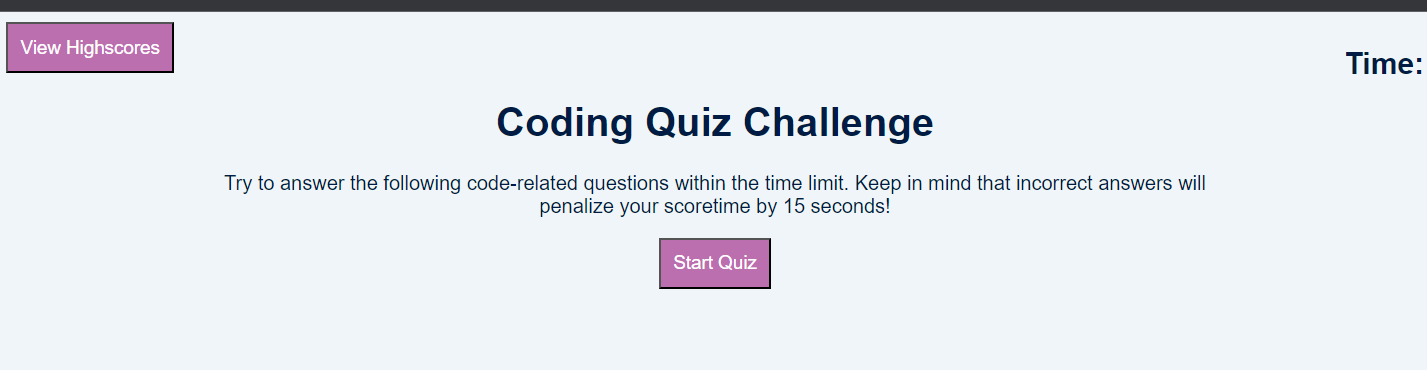 View Highscores
Time:
Coding Quiz Challenge
Try to answer the following code-related questions within the time limit. Keep in mind that incorrect answers will
penalize your scoretime by 15 seconds!
Start Quiz